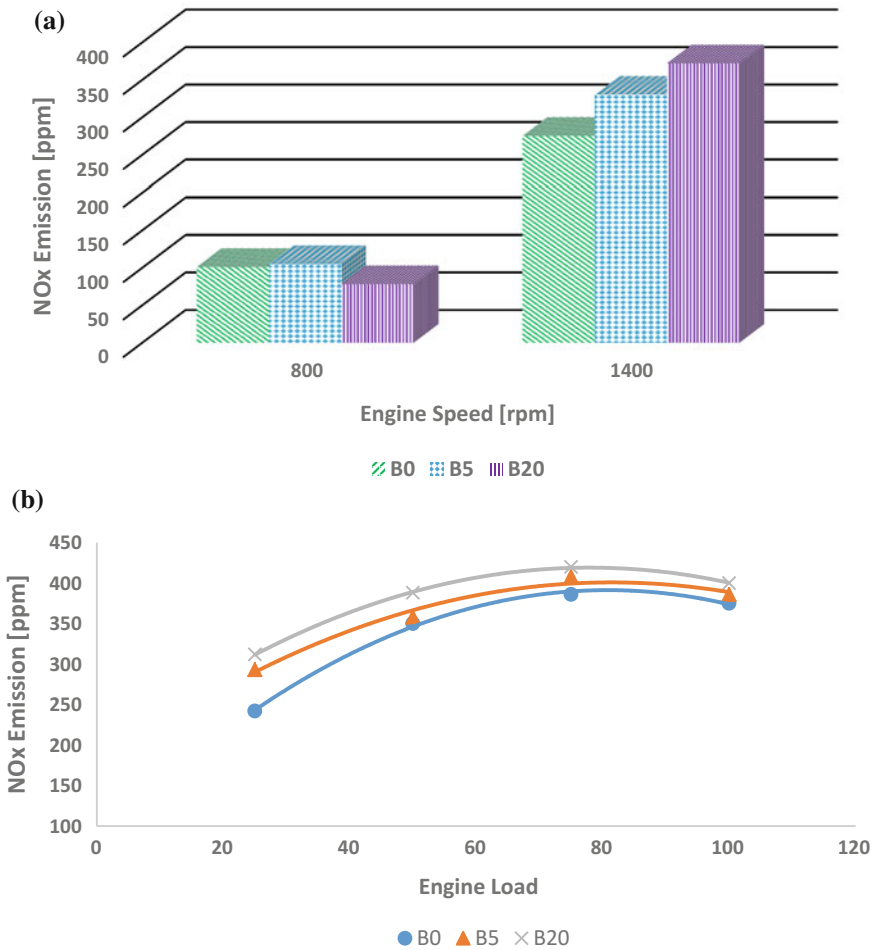 (a)
400
350
300
250
200
150
100
50
0
NOx Emission [ppm]
800
1400
Engine Speed [rpm]
B0 B5 B20
(b)
450
400
350
300
250
200
150
100
NOx Emission [ppm]
0 20 40 60 80 100 120
Engine Load
B0 B5 B20